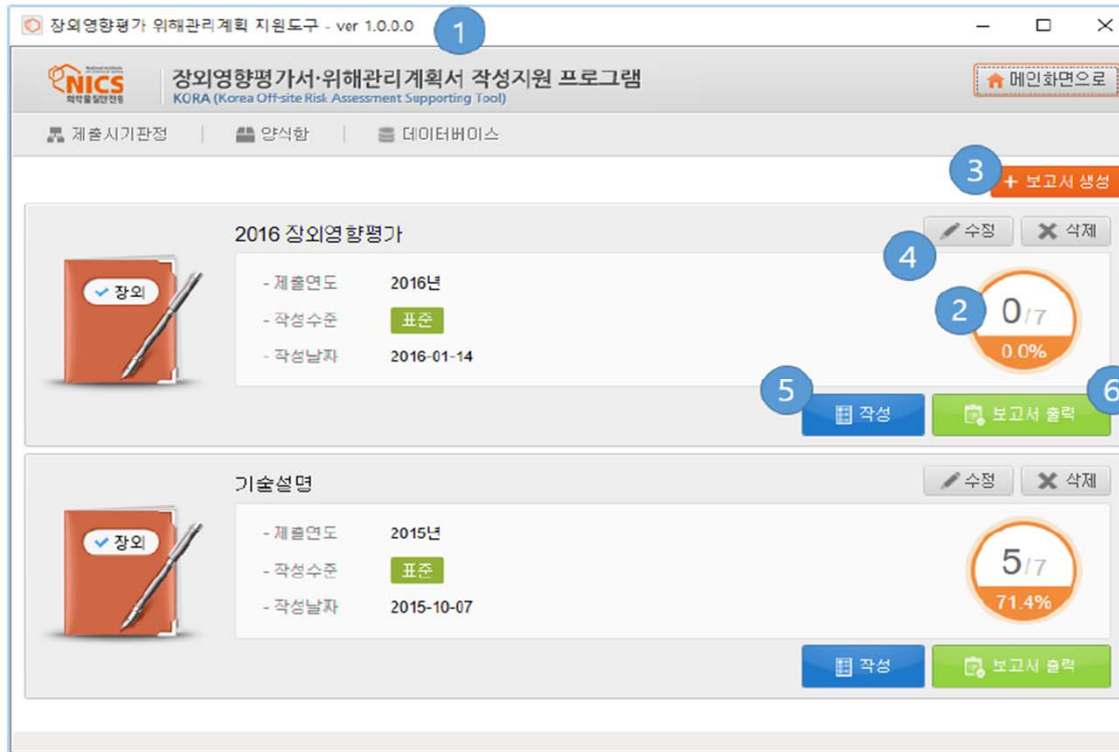 장외영향평가 위해관리계획 지원도구 - ver 1.0.0.0
1
NICS
화학물질안전원
장외영향평가서·위해관리계획서 작성지원 프로그램
KORA (Korea Off-site Risk Assessment Supporting Tool)
메인화면으로
제출시기판정 | 양식함 | 데이터베이스
3
+ 보고서 생성
2016 장외영향평가
수정
삭제
4
장외
- 제출연도 2016년
- 작성수준 표준
- 작성날짜 2016-01-14
2
0/7
0.0%
5
작성
보고서 출력
6
기술설명
수정
삭제
장외
- 제출연도 2015년
- 작성수준 표준
- 작성날짜 2015-10-07
5/7
71.4%
작성
보고서 출력